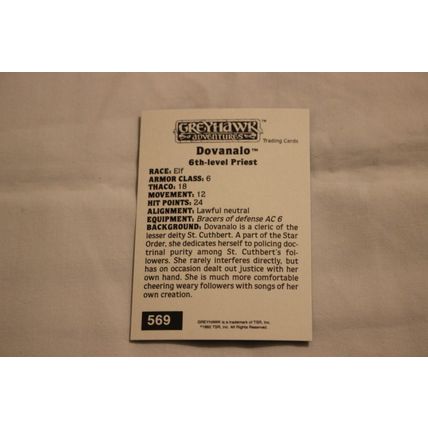 GREYHAWK™
ADVENTURES
Trading Cards
Dovanalo™
6th-level Priest
RACE: Elf
ARMOR CLASS: 6
THACO: 18
MOVEMENT: 12
HIT POINTS: 24
ALIGNMENT: Lawful neutral
EQUIPMENT: Bracers of defense AC 6
BACKGROUND: Dovanalo is a cleric of the
lesser deity St. Cuthbert. A part of the Star
Order, she dedicates herself to policing doc-
trinal purity among St. Cuthbert's fol-
lowers. She rarely interferes directly, but
has on occasion dealt out justice with her
own hand. She is much more comfortable
cheering weary followers with songs of her
own creation.
569
GREYHAWK is a trademark of TSR, Inc.
©1992 TSR, Inc. All Rights Reserved.